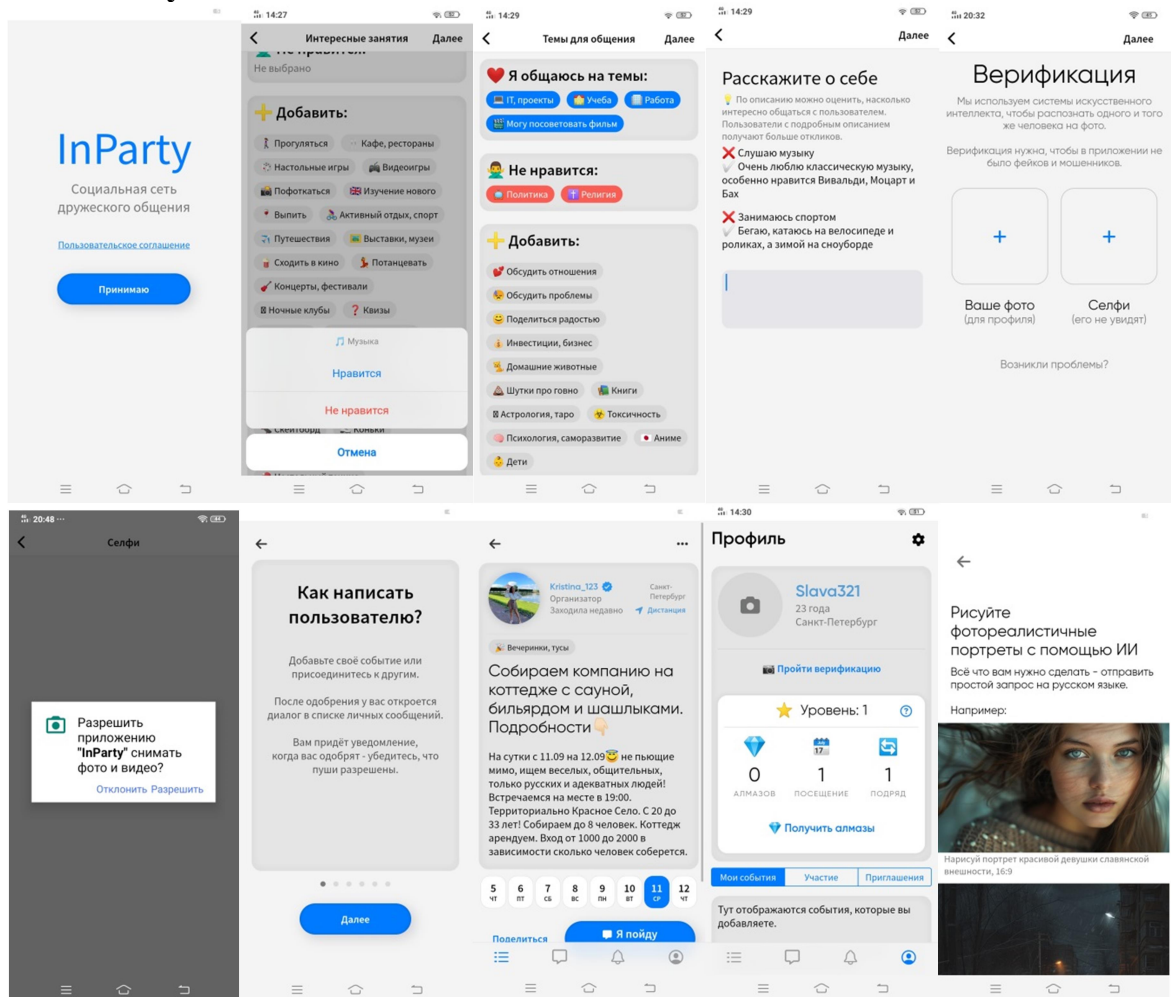 InParty
Социальная сеть
дружеского общения
Пользовательское соглашение
Принимаю
14:27
Интересные занятия
Далее
Не выбрано
Добавить:
Прогуляться
Кафе, рестораны
Настольные игры
Видеоигры
Пофоткаться
Изучение нового
Выпить
Активный отдых, спорт
Путешествия
Выставки, музеи
Сходить в кино
Потанцевать
Концерты, фестивали
Ночные клубы
Квизы
Музыка
Нравится
Не нравится
Скейтборд
Коньки
Отмена
14:29
Темы для общения
Далее
Я общаюсь на темы:
IT, проекты
Учеба
Работа
Могу посоветовать фильм
Не нравится:
Политика
Религия
Добавить:
Обсудить отношения
Обсудить проблемы
Поделиться радостью
Инвестиции, бизнес
Домашние животные
Шутки про говно
Книги
Астрология, таро
Токсичность
Психология, саморазвитие
Аниме
Дети
14:29
Далее
Расскажите о себе
По описанию можно оценить, насколько
интересно общаться с пользователем.
Пользователи с подробным описанием
получают больше откликов.
Слушаю музыку
Очень люблю классическую музыку,
особенно нравится Вивальди, Моцарт и
Бах
Занимаюсь спортом
Бегаю, катаюсь на велосипеде и
роликах, а зимой на сноуборде
20:32
Далее
Верификация
Мы используем системы искусственного
интеллекта, чтобы распознать одного и того
же человека на фото.
Верификация нужна, чтобы в приложении не
было фейков и мошенников.
Ваше фото
(для профиля)
Селфи
(его не увидят)
Возникли проблемы?
20:48
Селфи
Разрешить
приложению
"InParty" снимать
фото и видео?
Отклонить Разрешить
Как написать
пользователю?
Добавьте своё событие или
присоединитесь к другим.
После одобрения у вас откроется
диалог в списке личных сообщений.
Вам придёт уведомление,
когда вас одобрят - убедитесь, что
пуши разрешены.
Далее
Kristina_123
Организатор
Заходила недавно
Санкт-
Петербург
Дистанция
Вечеринки, тусы
Собираем компанию на
коттедже с сауной,
бильярдом и шашлыками.
Подробности
На сутки с 11.09 на 12.09 не пьющие
мимо, ищем веселых, общительных,
только русских и адекватных людей!
Встречаемся на месте в 19:00.
Территориально Красное Село. С 20 до
33 лет! Собираем до 8 человек. Коттедж
арендуем. Вход от 1000 до 2000 в
зависимости сколько человек соберется.
5 6 7 8 9 10 11 12
чт пт сб вс пн вт ср чт
Поделиться
Я пойду
14:30
Профиль
Slava321
23 года
Санкт-Петербург
Пройти верификацию
Уровень: 1
0 1 1
АЛМАЗОВ ПОСЕЩЕНИЕ ПОДРЯД
Получить алмазы
Мои события
Участие
Приглашения
Тут отображаются события, которые вы
добавляете.
Рисуйте
фотореалистичные
портреты с помощью ИИ
Всё что вам нужно сделать - отправить
простой запрос на русском языке.
Например:
Нарисуй портрет красивой девушки славянской
внешности, 16:9